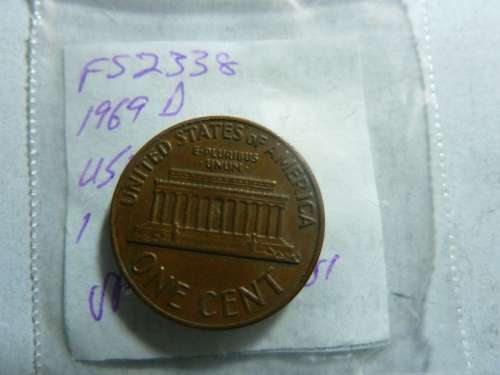 FS2338
1969 D
US
1
UNITED STATES of AMERICA
E·PLURIBUS
UNUM
ONE CENT